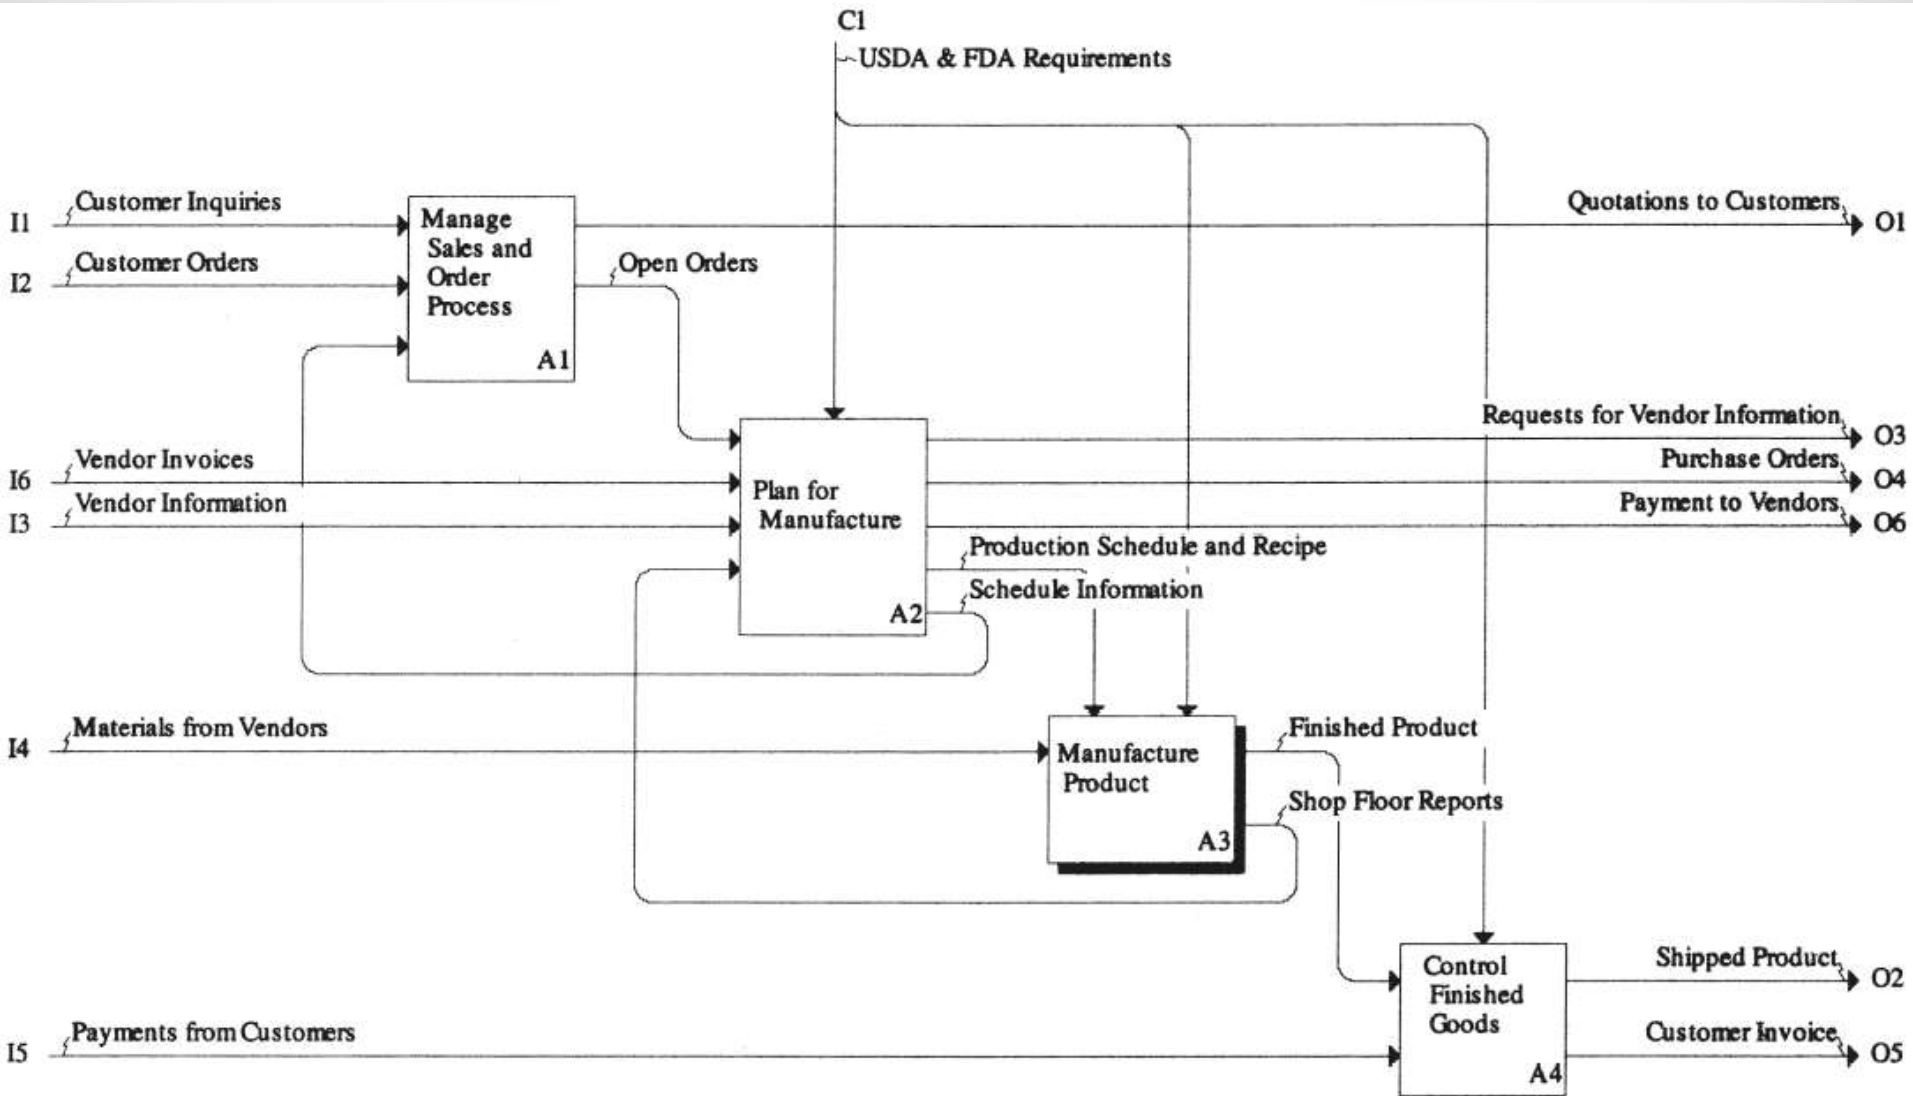 C1
USDA & FDA Requirements
I1
Customer Inquiries
I2
Customer Orders
Manage
Sales and
Order
Process
A1
Open Orders
Quotations to Customers
O1
I6
Vendor Invoices
I3
Vendor Information
Plan for
Manufacture
A2
Requests for Vendor Information
O3
Purchase Orders
O4
Payment to Vendors
O6
Production Schedule and Recipe
Schedule Information
I4
Materials from Vendors
Manufacture
Product
A3
Finished Product
Shop Floor Reports
I5
Payments from Customers
Control
Finished
Goods
A4
Shipped Product
O2
Customer Invoice
O5